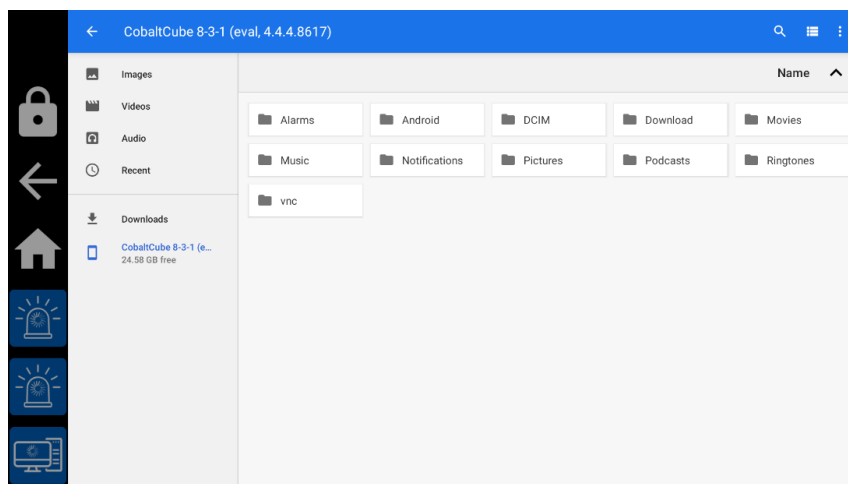 CobaltCube 8-3-1 (eval, 4.4.4.8617)
Images
Videos
Audio
Recent
Downloads
CobaltCube 8-3-1 (e...
24.58 GB free
Name
Alarms
Android
DCIM
Download
Movies
Music
Notifications
Pictures
Podcasts
Ringtones
vnc